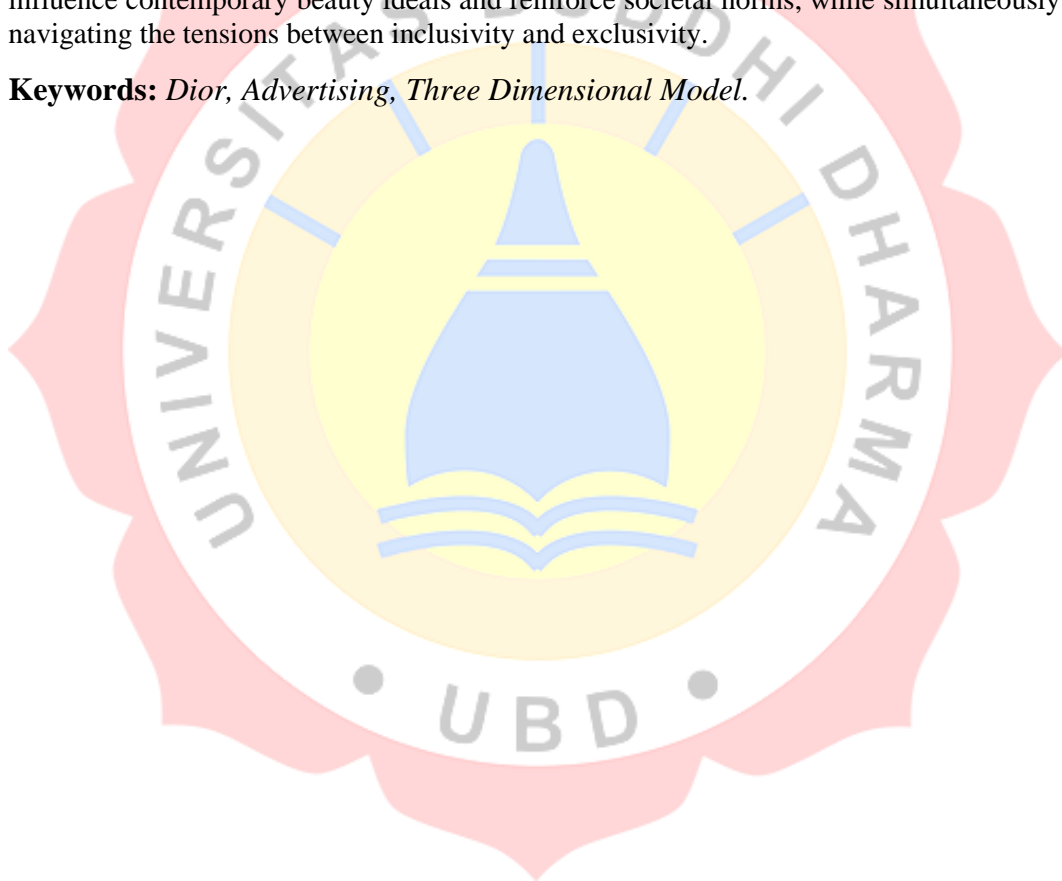 influence contemporary beauty ideals and reinforce societal norms, while simultaneously
navigating the tensions between inclusivity and exclusivity.
Keywords: Dior, Advertising, Three Dimensional Model.
UNIVERSITAS BUDDHI DHARMA
• UBD •